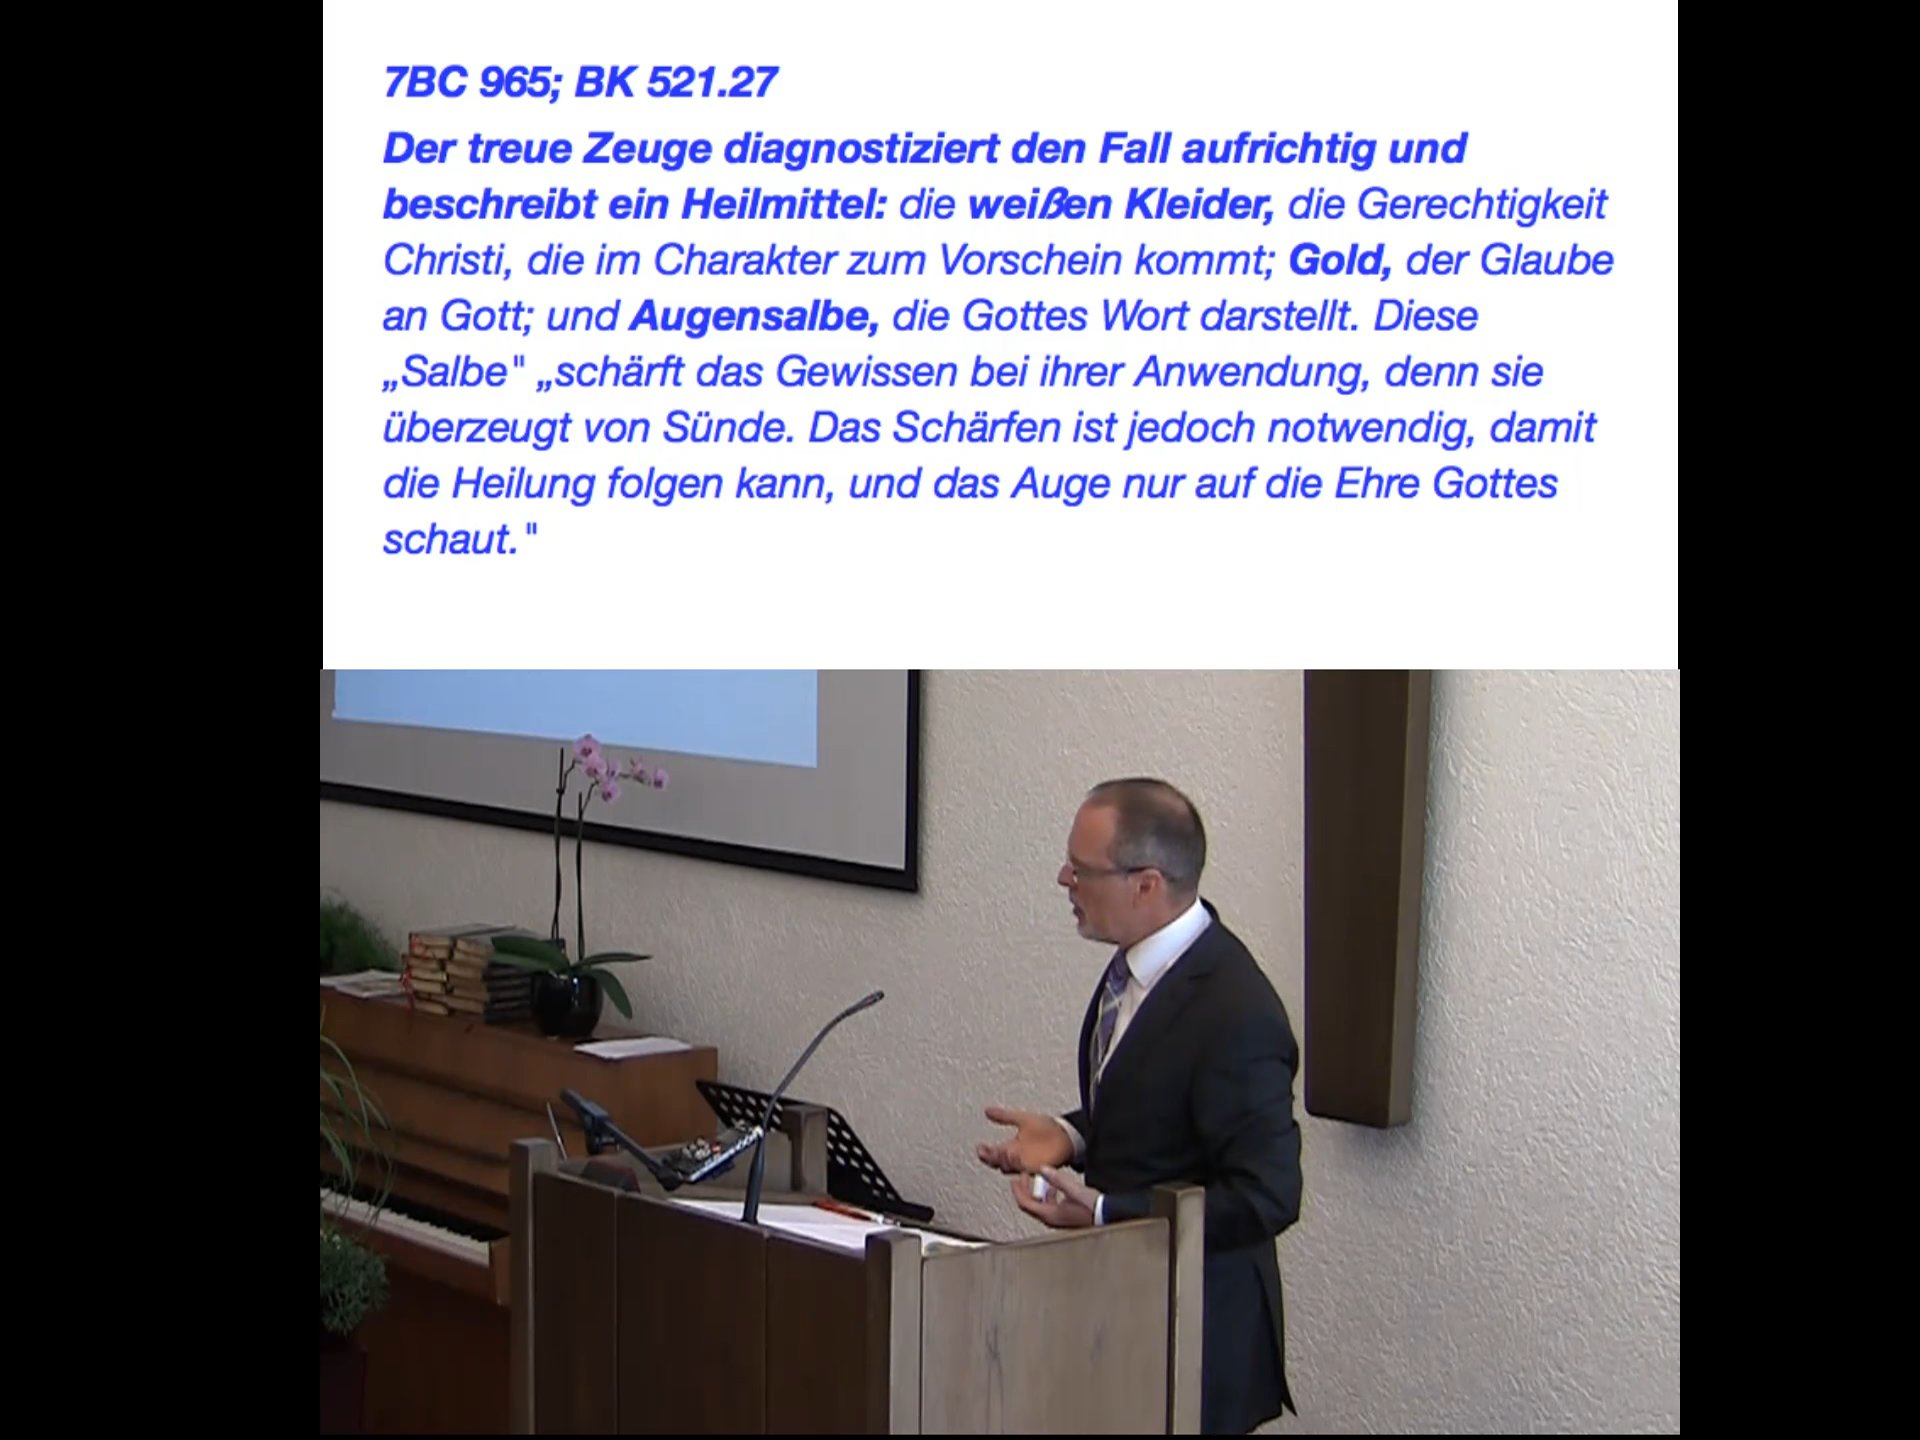 7BC 965; BK 521.27
Der treue Zeuge diagnostiziert den Fall aufrichtig und
beschreibt ein Heilmittel: die weißen Kleider, die Gerechtigkeit
Christi, die im Charakter zum Vorschein kommt; Gold, der Glaube
an Gott; und Augensalbe, die Gottes Wort darstellt. Diese
„Salbe" „schärft das Gewissen bei ihrer Anwendung, denn sie
überzeugt von Sünde. Das Schärfen ist jedoch notwendig, damit
die Heilung folgen kann, und das Auge nur auf die Ehre Gottes
schaut."